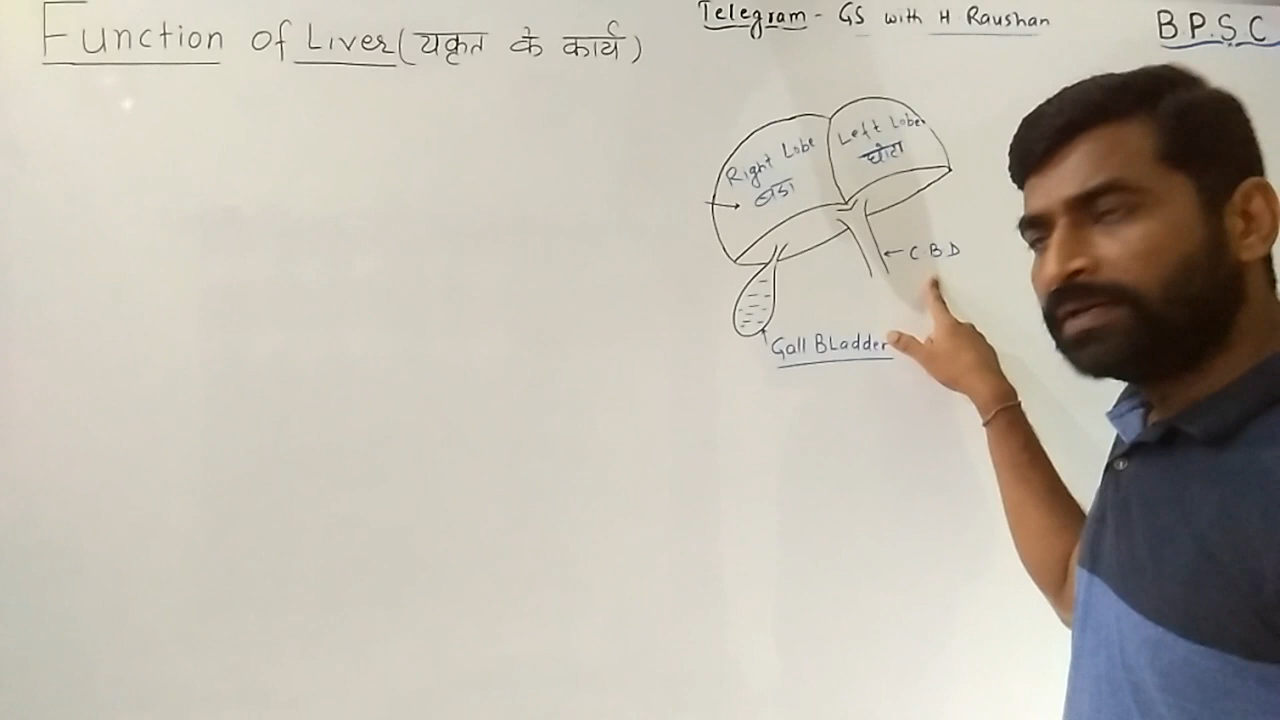 Function of Liver (यकृत के कार्य)
Telegram - GS with H Raushan
B.P.S.C
Right Lobe
बड़ा
Left Lobe
छोटा
← C B D
Gall BLadder